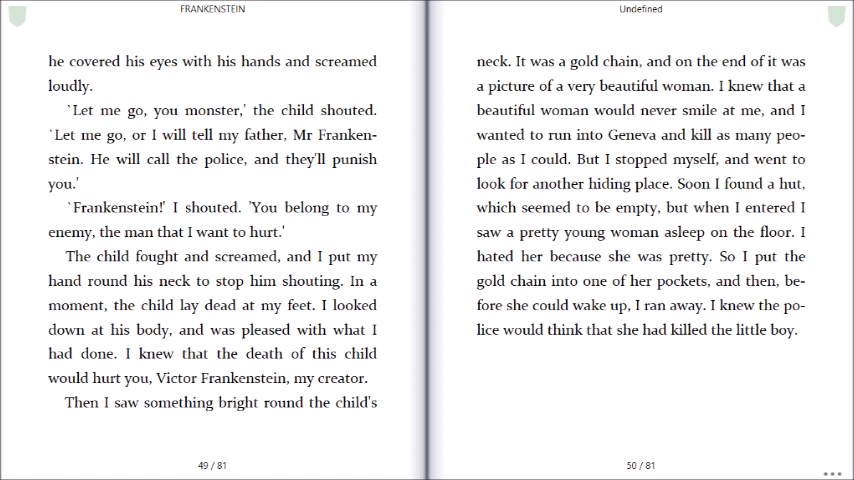 FRANKENSTEIN
he covered his eyes with his hands and screamed
loudly.
`Let me go, you monster,' the child shouted.
`Let me go, or I will tell my father, Mr Franken-
stein. He will call the police, and they'll punish
you.'
`Frankenstein!' I shouted. 'You belong to my
enemy, the man that I want to hurt.'
The child fought and screamed, and I put my
hand round his neck to stop him shouting. In a
moment, the child lay dead at my feet. I looked
down at his body, and was pleased with what I
had done. I knew that the death of this child
would hurt you, Victor Frankenstein, my creator.
Then I saw something bright round the child's
49 / 81
Undefined
neck. It was a gold chain, and on the end of it was
a picture of a very beautiful woman. I knew that a
beautiful woman would never smile at me, and I
wanted to run into Geneva and kill as many peo-
ple as I could. But I stopped myself, and went to
look for another hiding place. Soon I found a hut,
which seemed to be empty, but when I entered I
saw a pretty young woman asleep on the floor. I
hated her because she was pretty. So I put the
gold chain into one of her pockets, and then, be-
fore she could wake up, I ran away. I knew the po-
lice would think that she had killed the little boy.
50 / 81